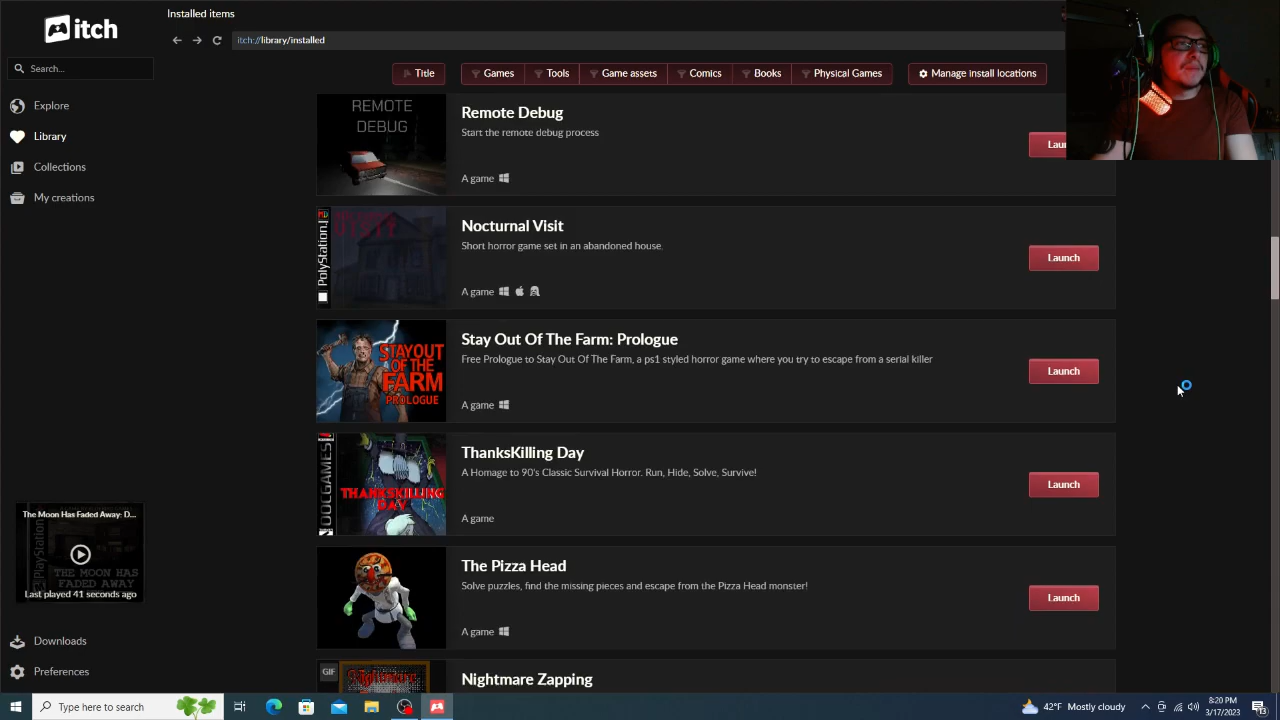 itch
Installed items
itch://library/installed
Search...
Title
Games
Tools
Game assets
Comics
Books
Physical Games
Manage install locations
Explore
Library
Collections
My creations
REMOTE
DEBUG
Remote Debug
Start the remote debug process
Lau
A game
PolyStation
VISIT
Nocturnal Visit
Short horror game set in an abandoned house.
Launch
A game
STAY OUT
OF THE
FARM
PROLOGUE
Stay Out Of The Farm: Prologue
Free Prologue to Stay Out Of The Farm, a ps1 styled horror game where you try to escape from a serial killer
Launch
A game
THANKSKILLING
DAY
ThanksKilling Day
A Homage to 90's Classic Survival Horror. Run, Hide, Solve, Survive!
Launch
A game
The Pizza Head
Solve puzzles, find the missing pieces and escape from the Pizza Head monster!
Launch
A game
GIF
Nightmare
Nightmare Zapping
The Moon Has Faded Away: D...
PlayStation
THE MOON HAS
FADED AWAY
Last played 41 seconds ago
Downloads
Preferences
Type here to search
42°F Mostly cloudy
8:20 PM
3/17/2023
13